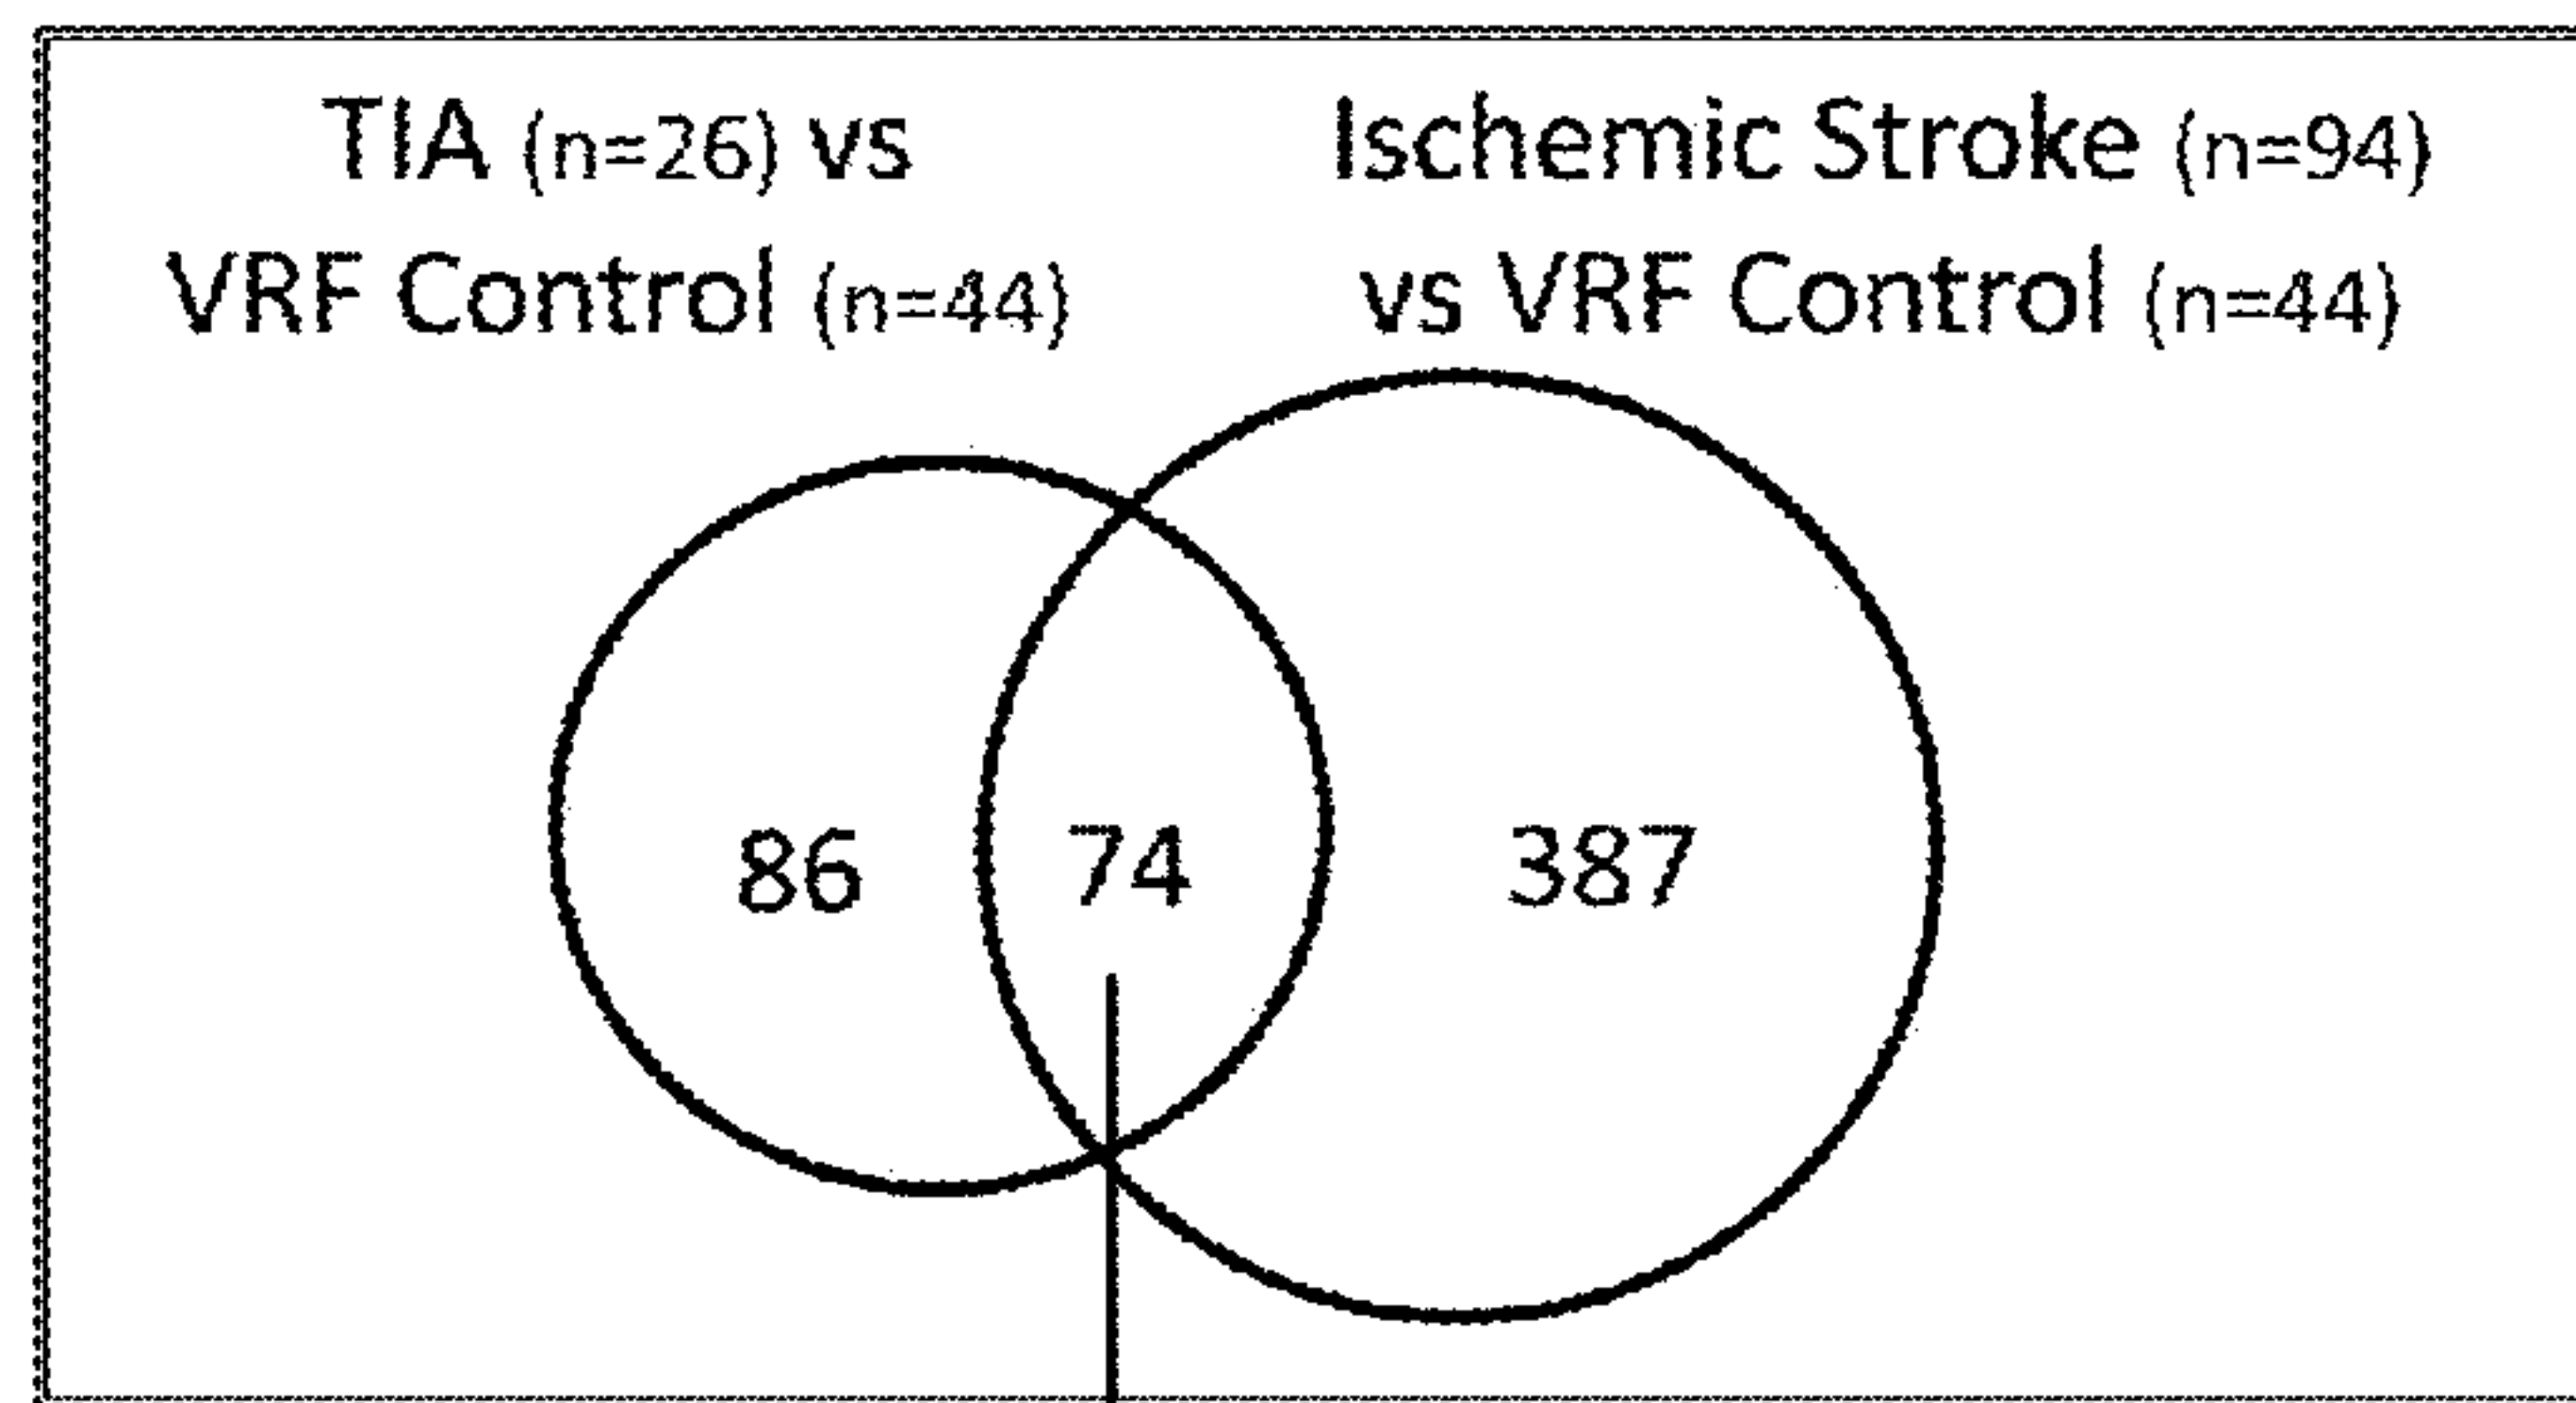 TIA (n=26) vs
VRF Control (n=44)
Ischemic Stroke (n=94)
vs VRF Control (n=44)
86
74
387